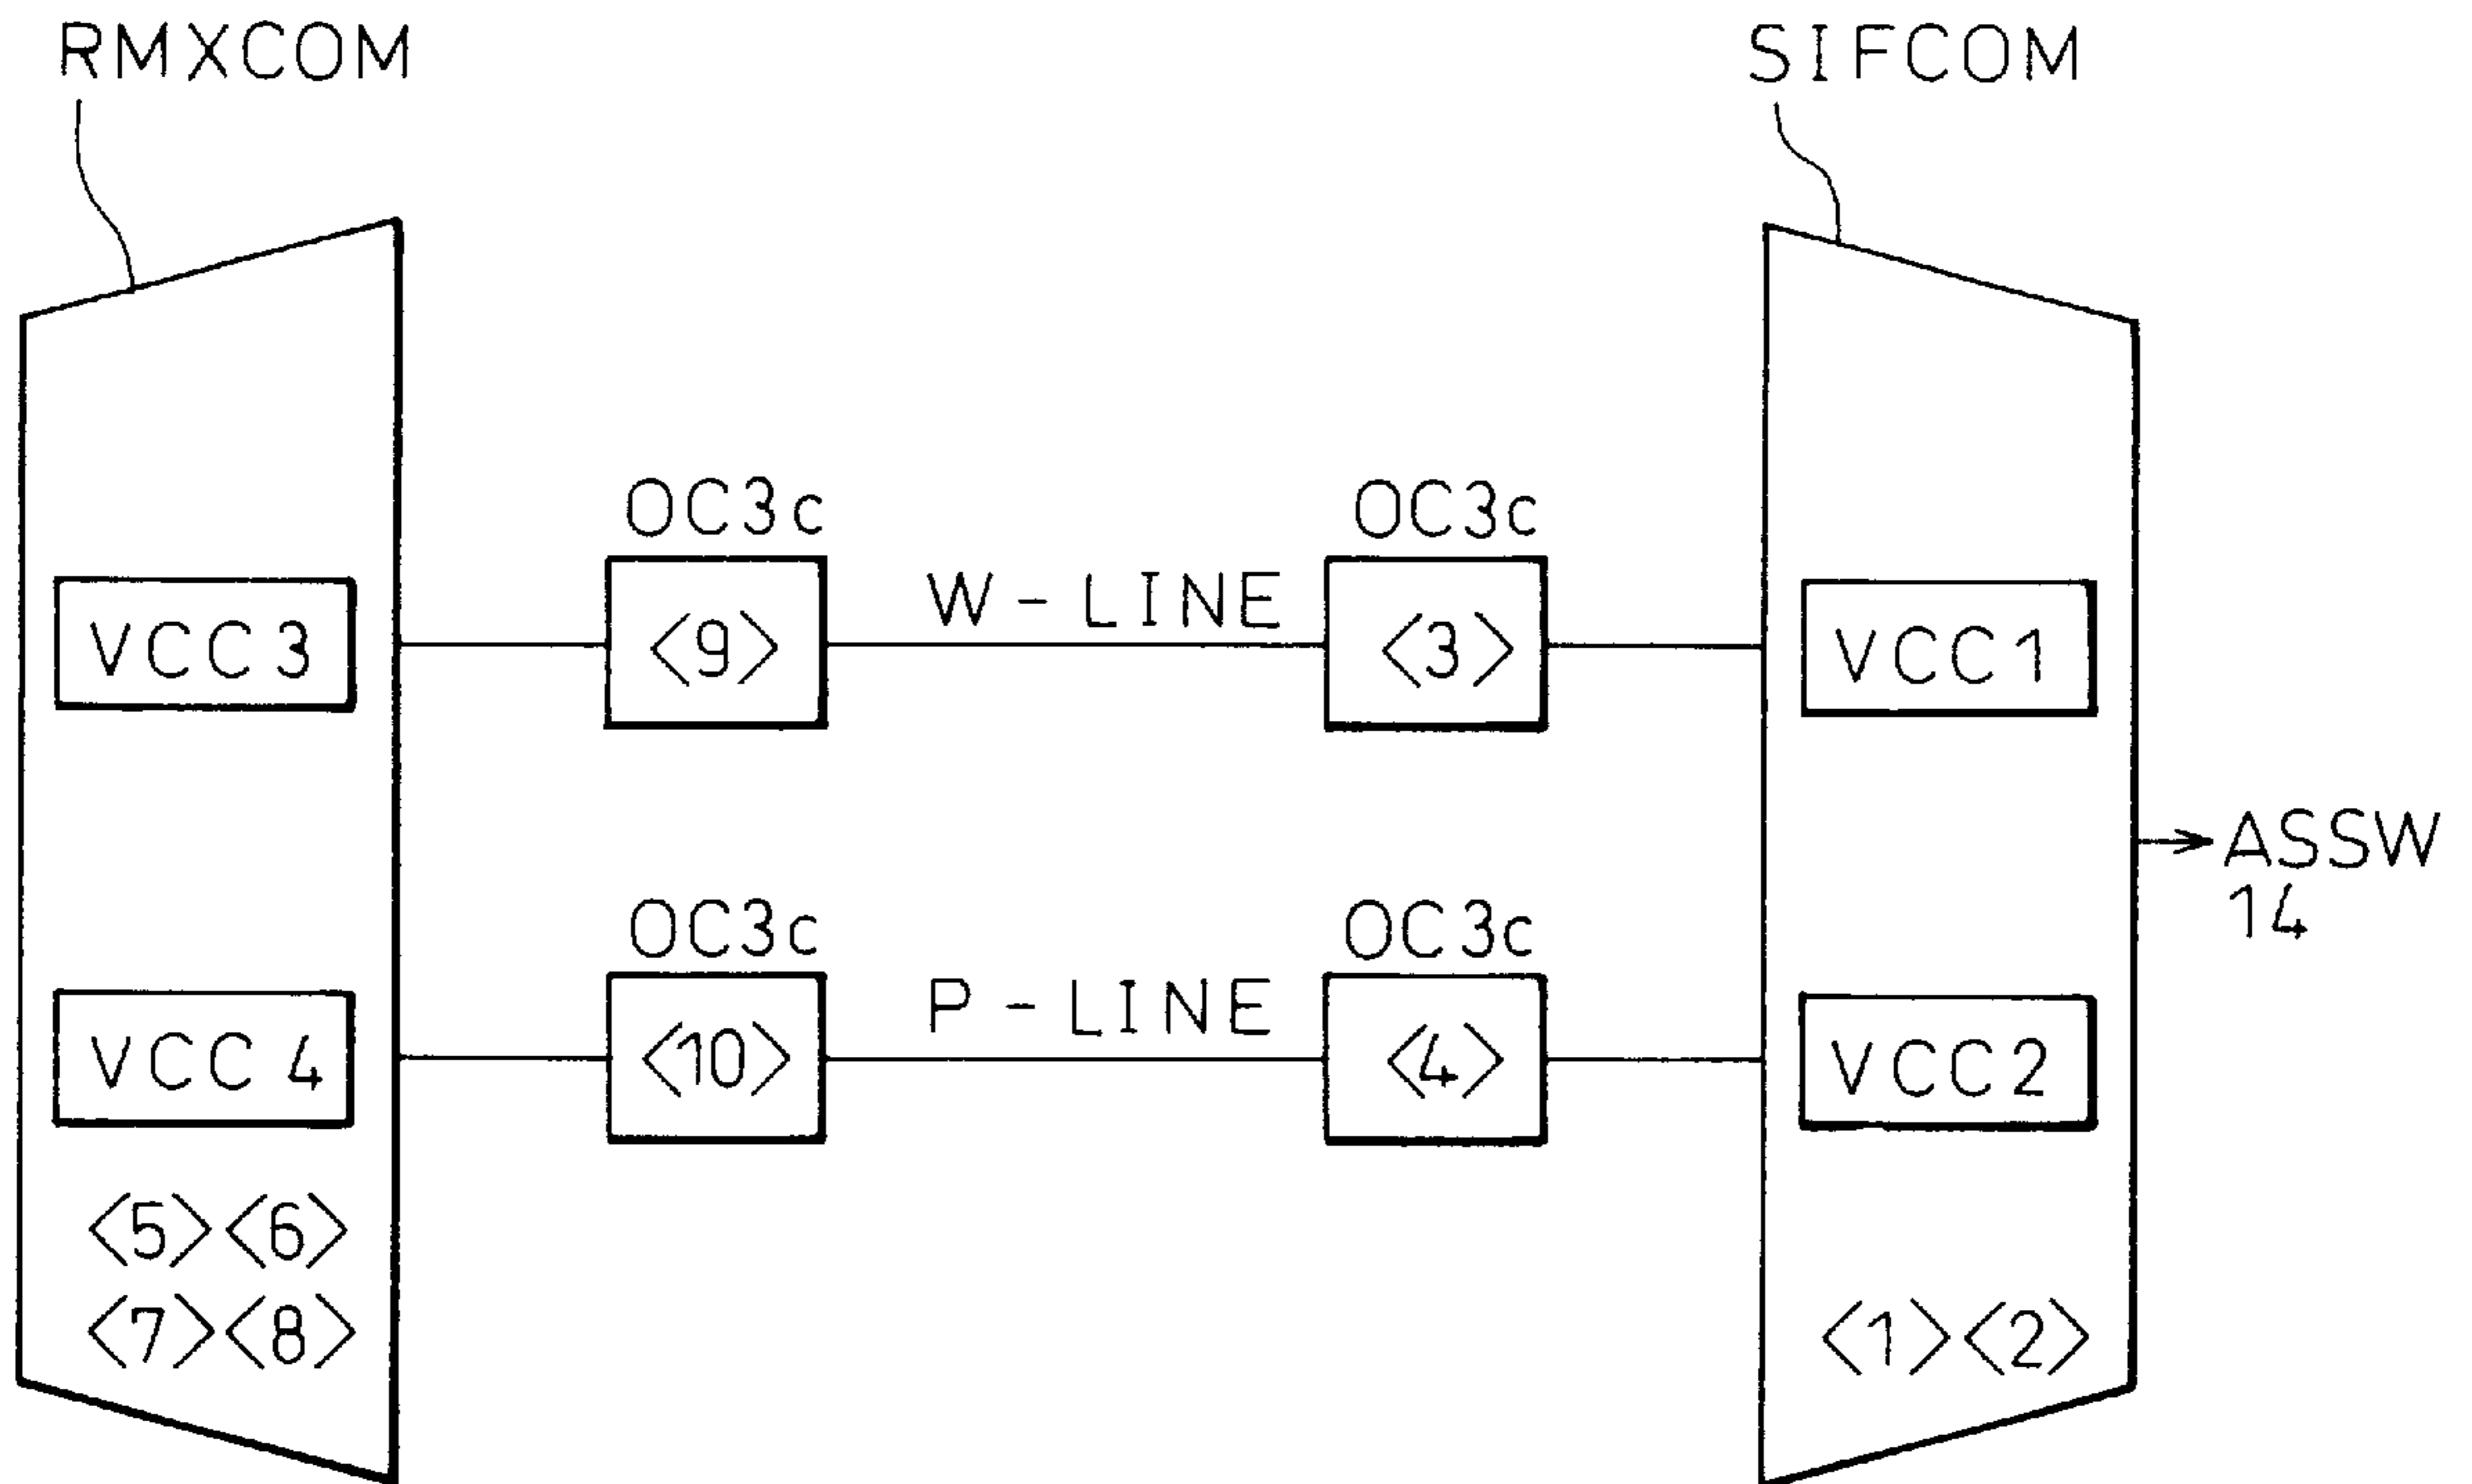 RMXCOM
SIFCOM
OC3c
OC3c
VCC3
<9>
W-LINE
<3>
VCC1
ASSW
14
OC3c
OC3c
VCC4
<10>
P-LINE
<4>
VCC2
<5><6>
<7><8>
<1><2>